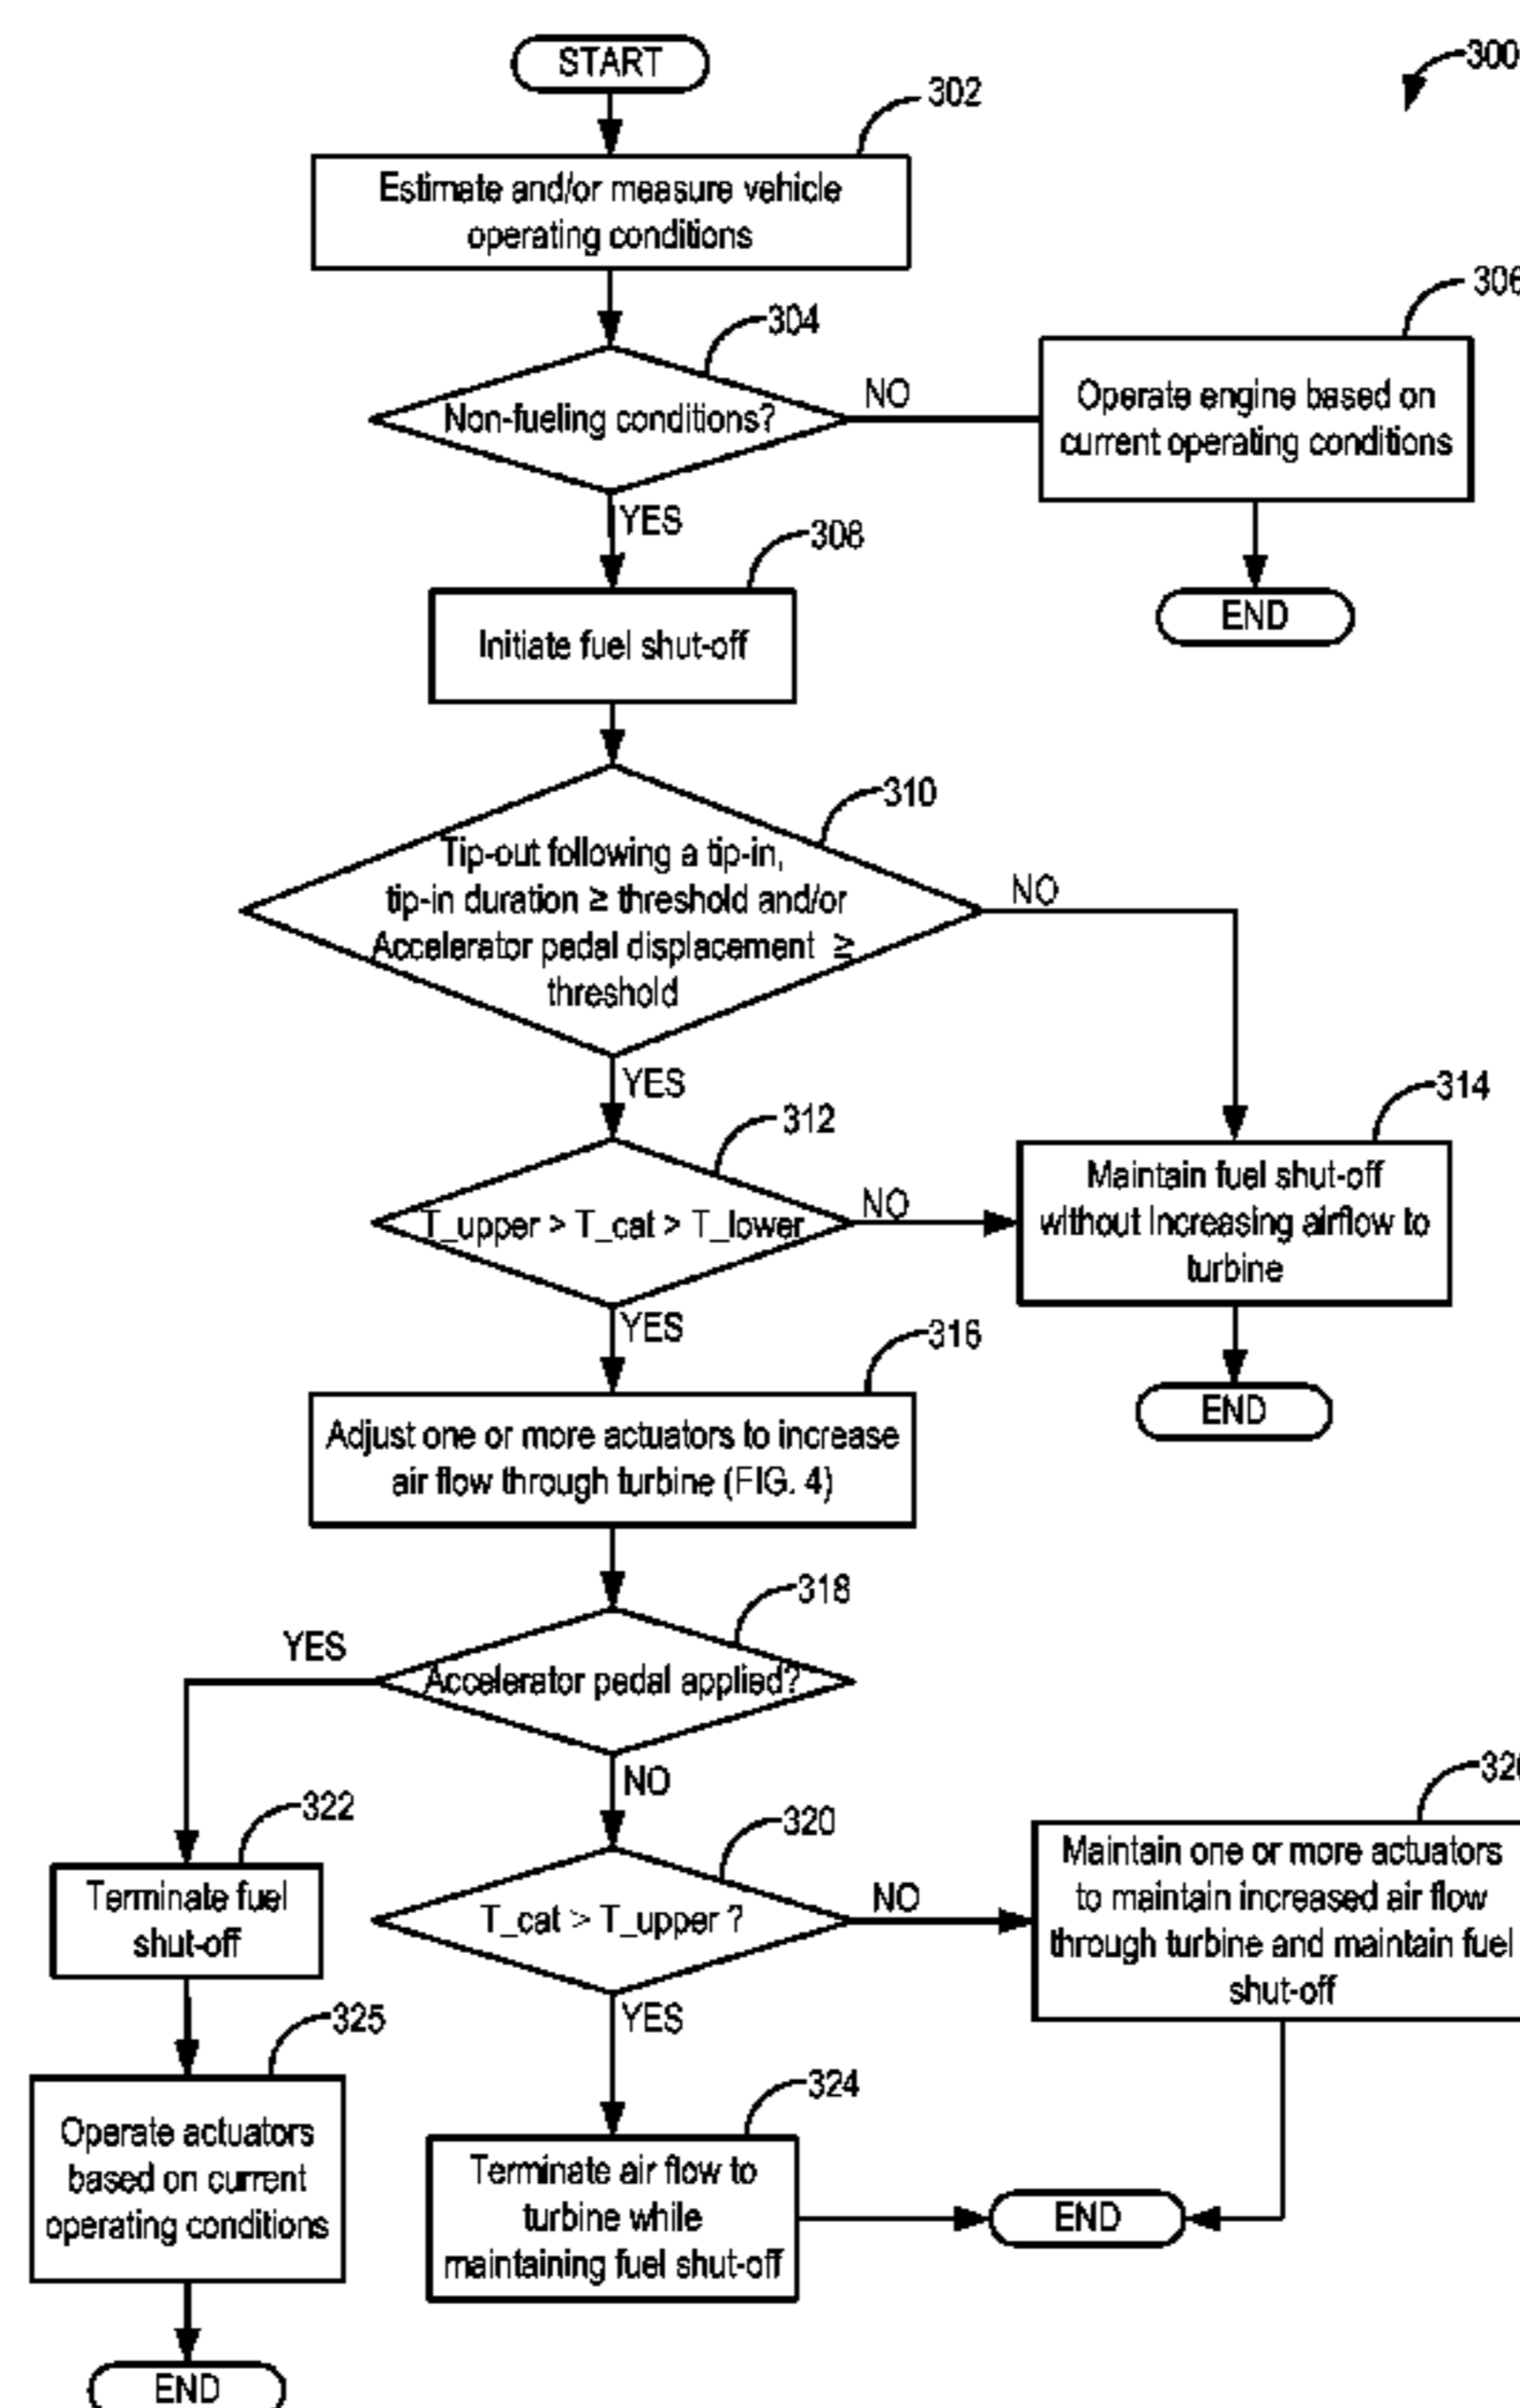 START
300
302
Estimate and/or measure vehicle
operating conditions
304
306
Non-fueling conditions?
NO
Operate engine based on
current operating conditions
YES
308
END
Initiate fuel shut-off
310
Tip-out following a tip-in,
tip-in duration ≥ threshold and/or
Accelerator pedal displacement ≥
threshold
NO
YES
312
314
T_upper > T_cat > T_lower
NO
Maintain fuel shut-off
without increasing airflow to
turbine
YES
316
END
Adjust one or more actuators to increase
air flow through turbine (FIG. 4)
318
YES
Accelerator pedal applied?
NO
322
320
Terminate fuel
shut-off
T_cat > T_upper ?
NO
Maintain one or more actuators
to maintain increased air flow
through turbine and maintain fuel
shut-off
YES
325
324
Operate actuators
based on current
operating conditions
Terminate air flow to
turbine while
maintaining fuel shut-off
END
END